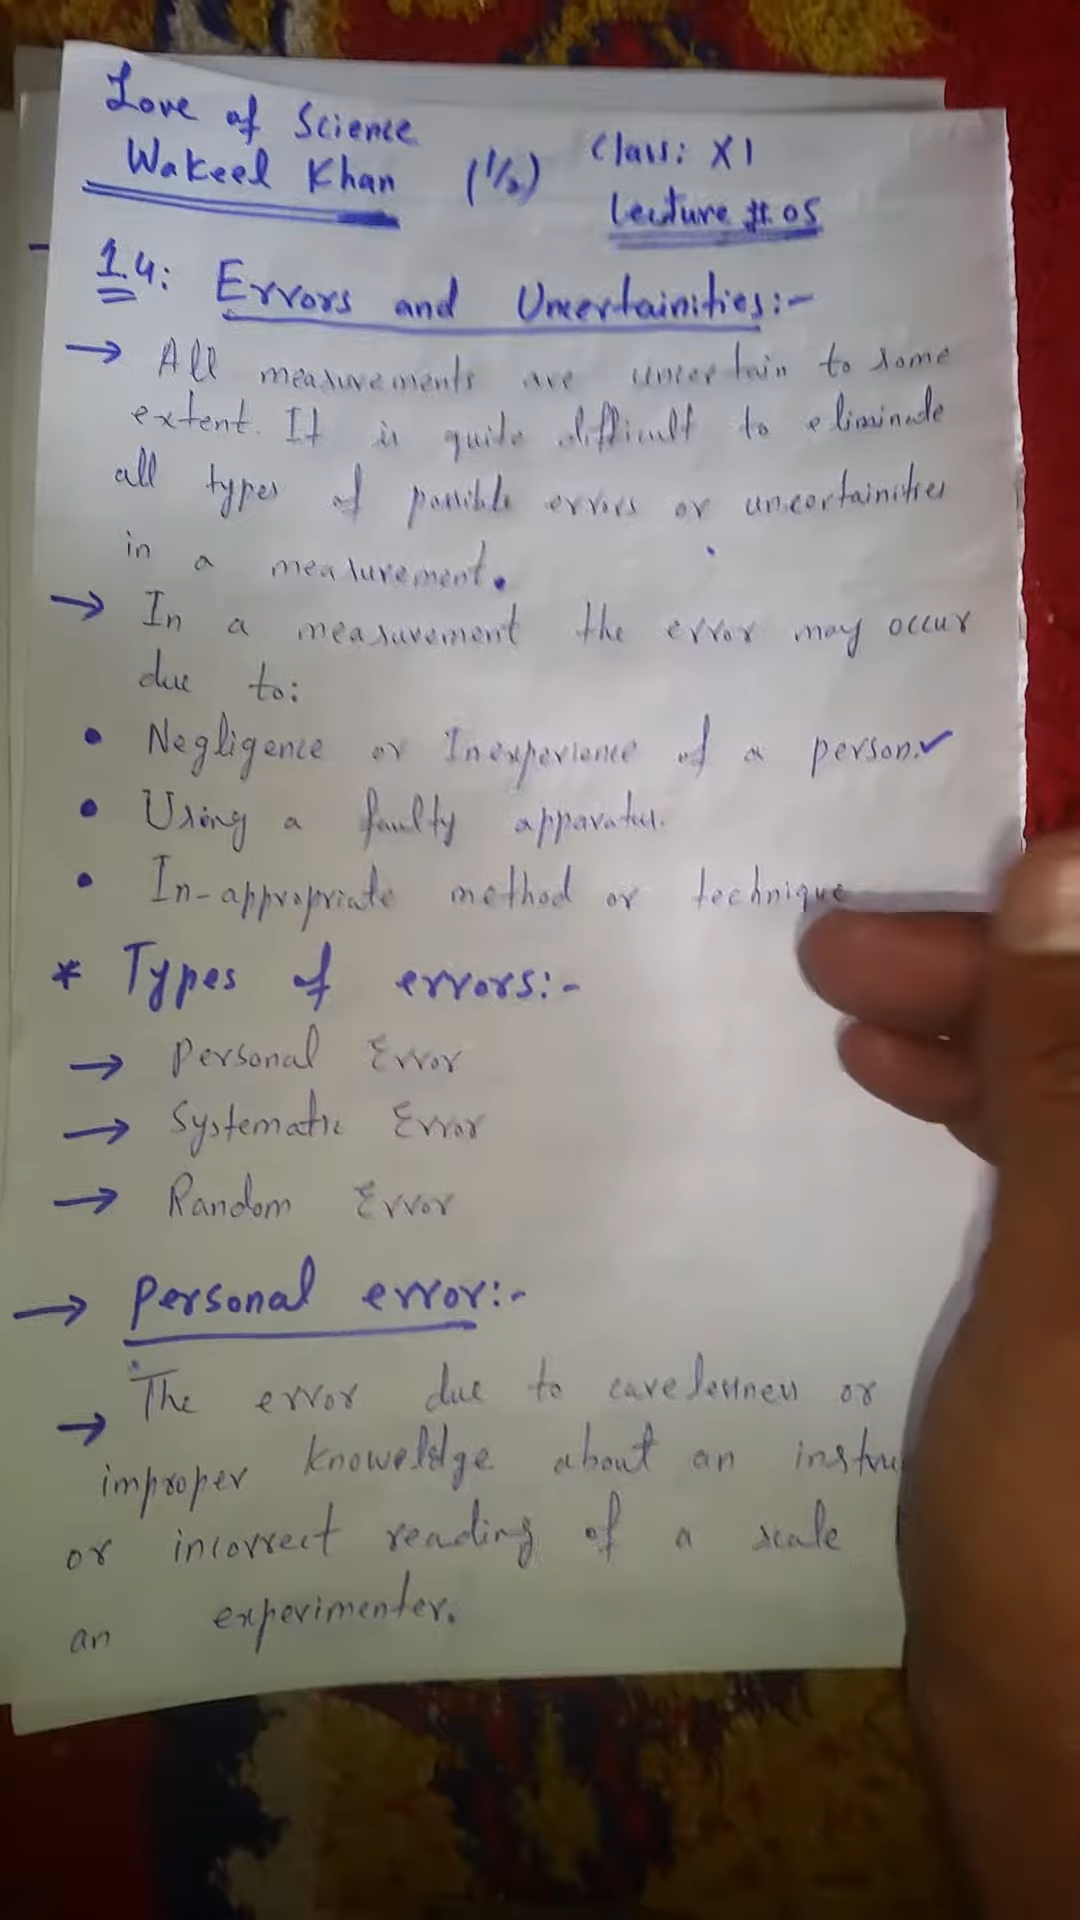 Love of Science
Wakeel Khan (1/2) Class: XI
Lecture #: 05
1.4: Errors and Uncertainities:-
→ All measurements are uncertain to some
extent. It is quite difficult to eliminate
all types of possible errors or uncertainities
in a measurement.
→ In a measurement the error may occur
due to:
• Negligence or Inexperience of a person.✓
• Using a faulty apparatus.
• In-appropriate method or technique
* Types of errors:-
→ Personal Error
→ Systematic Error
→ Random Error
→ Personal error:-
→ The error due to carelessness or
improper knoweldge about an instru
or incorrect reading of a scale
an experimenter.